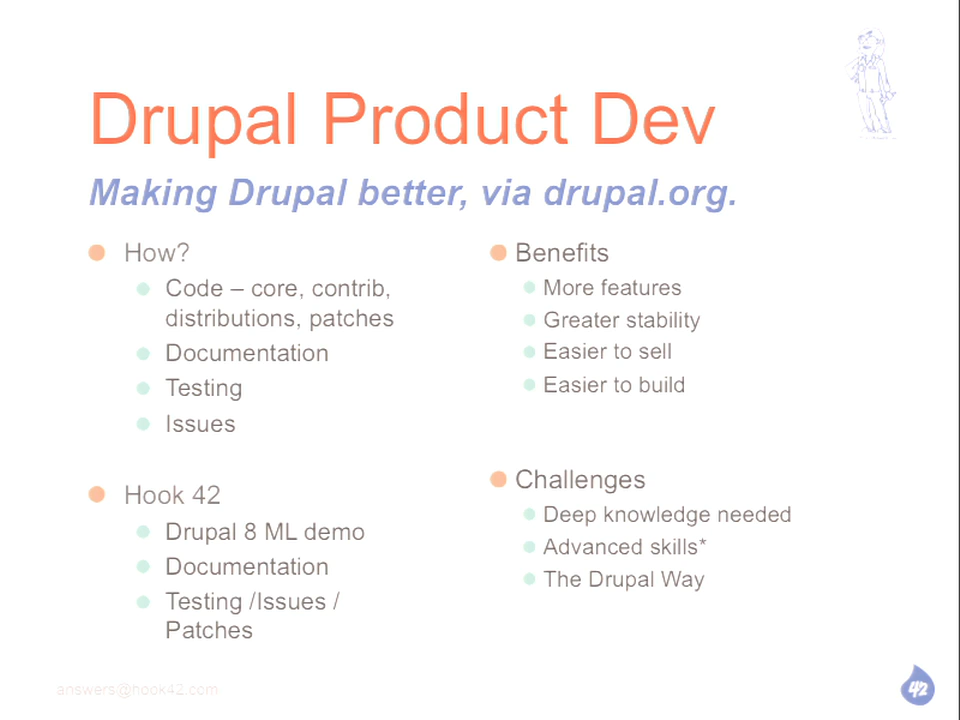 Drupal Product Dev
Making Drupal better, via drupal.org.
How?
Code – core, contrib,
distributions, patches
Documentation
Testing
Issues
Hook 42
Drupal 8 ML demo
Documentation
Testing /Issues /
Patches
Benefits
More features
Greater stability
Easier to sell
Easier to build
Challenges
Deep knowledge needed
Advanced skills*
The Drupal Way
answers@hook42.com
42